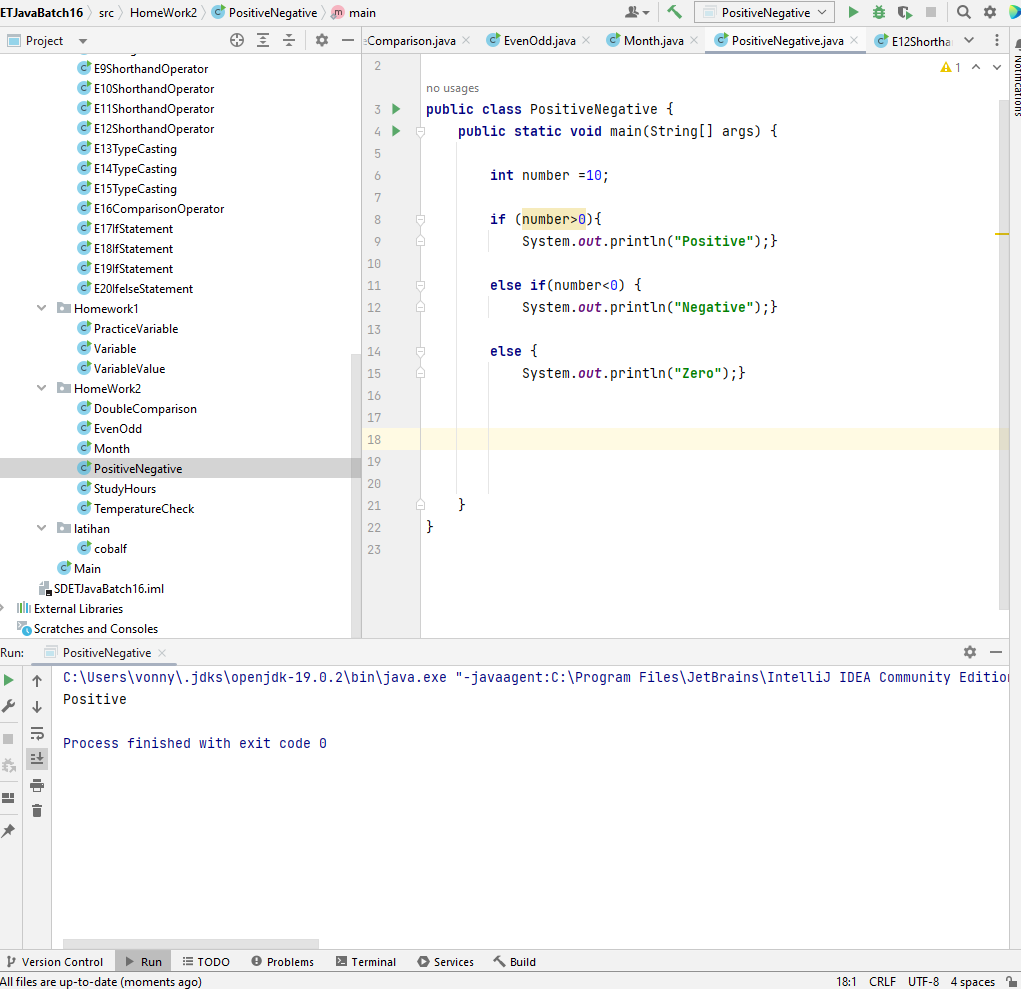 ETJavaBatch16 src HomeWork2 PositiveNegative main PositiveNegative
Project Comparison.java EvenOdd.java Month.java PositiveNegative.java E12Shortha
E9ShorthandOperator
E10ShorthandOperator
E11ShorthandOperator
E12ShorthandOperator
E13TypeCasting
E14TypeCasting
E15TypeCasting
E16ComparisonOperator
E17IfStatement
E18IfStatement
E19IfStatement
E20IfelseStatement
Homework1
PracticeVariable
Variable
VariableValue
HomeWork2
DoubleComparison
EvenOdd
Month
PositiveNegative
StudyHours
TemperatureCheck
latihan
cobaIf
Main
SDETJavaBatch16.iml
External Libraries
Scratches and Consoles
1
Notifications
2
no usages
3 public class PositiveNegative {
4 public static void main(String[] args) {
5
6 int number =10;
7
8 if (number>0){
9 System.out.println("Positive");}
10
11 else if(number<0) {
12 System.out.println("Negative");}
13
14 else {
15 System.out.println("Zero");}
16
17
18
19
20
21 }
22 }
23
Run: PositiveNegative
C:\Users\vonny\.jdks\openjdk-19.0.2\bin\java.exe "-javaagent:C:\Program Files\JetBrains\IntelliJ IDEA Community Edition
Positive
Process finished with exit code 0
Version Control Run TODO Problems Terminal Services Build
All files are up-to-date (moments ago) 18:1 CRLF UTF-8 4 spaces